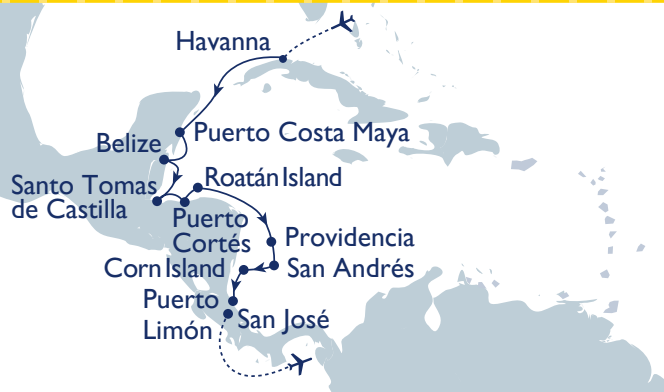 Havanna
Puerto Costa Maya
Belize
Roatán Island
Santo Tomas
de Castilla
Puerto
Cortés
Providencia
San Andrés
Corn Island
Puerto
Limón
San José